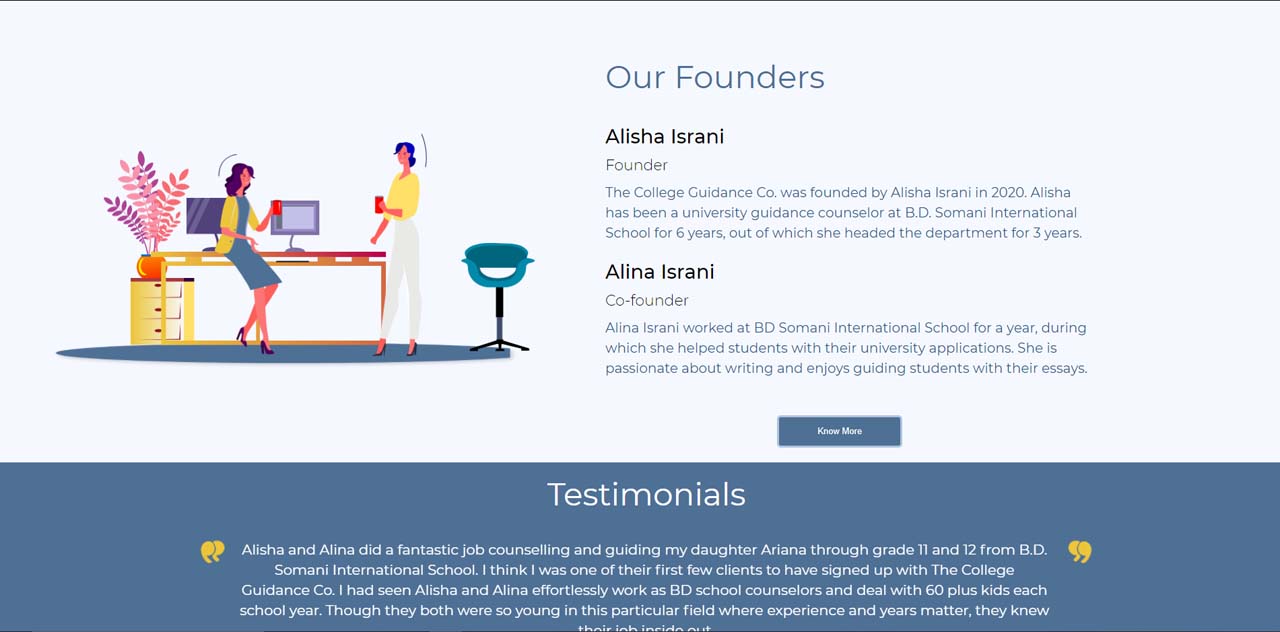 Our Founders
Alisha Israni
Founder
The College Guidance Co. was founded by Alisha Israni in 2020. Alisha
has been a university guidance counselor at B.D. Somani International
School for 6 years, out of which she headed the department for 3 years.
Alina Israni
Co-founder
Alina Israni worked at BD Somani International School for a year, during
which she helped students with their university applications. She is
passionate about writing and enjoys guiding students with their essays.
Know More
Testimonials
Alisha and Alina did a fantastic job counselling and guiding my daughter Ariana through grade 11 and 12 from B.D.
Somani International School. I think I was one of their first few clients to have signed up with The College
Guidance Co. I had seen Alisha and Alina effortlessly work as BD school counselors and deal with 60 plus kids each
school year. Though they both were so young in this particular field where experience and years matter, they knew
their job inside out